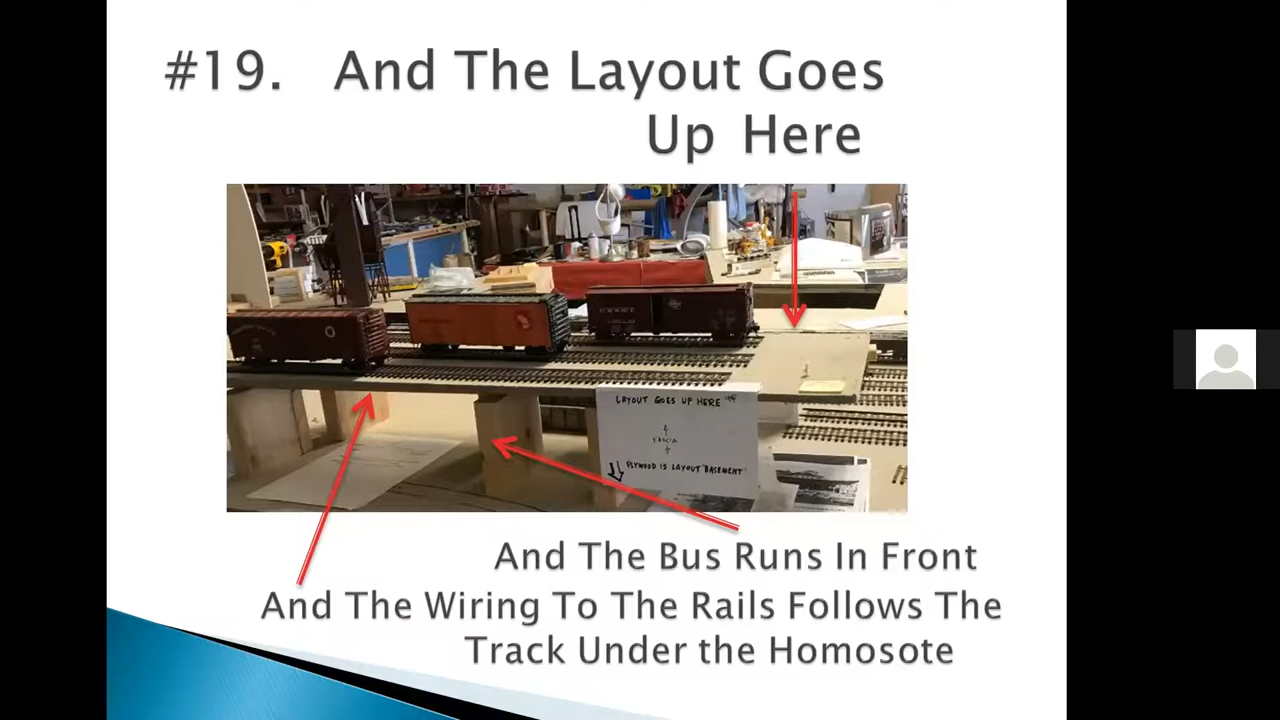 #19. And The Layout Goes
Up Here
LAYOUT GOES UP HERE
FASCIA
PLYWOOD IS LAYOUT "BASEMENT"
And The Bus Runs In Front
And The Wiring To The Rails Follows The
Track Under the Homosote